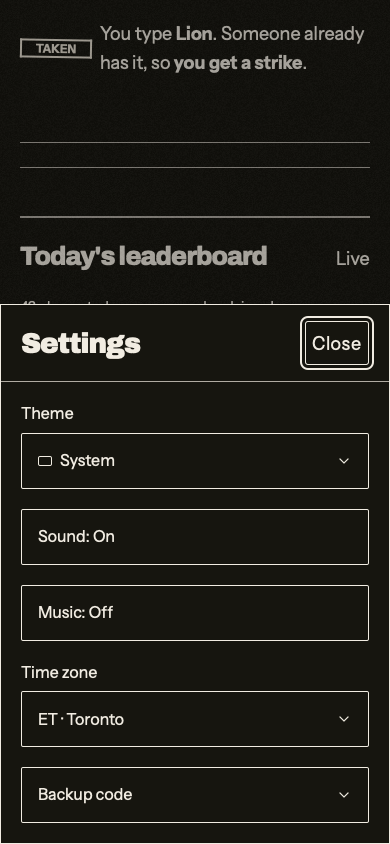 TAKEN
You type Lion. Someone already
has it, so you get a strike.
Today's leaderboard
Live
Settings
Close
Theme
System
Sound: On
Music: Off
Time zone
ET · Toronto
Backup code